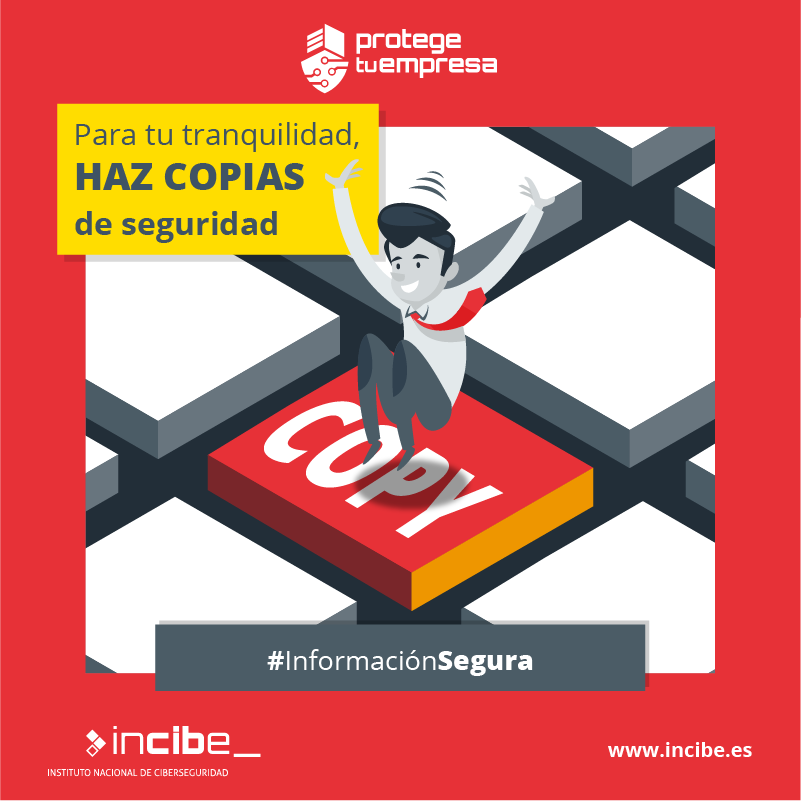 protege
tuempresa
Para tu tranquilidad,
HAZ COPIAS
de seguridad
COPY
#InformaciónSegura
incibe_
INSTITUTO NACIONAL DE CIBERSEGURIDAD
www.incibe.es